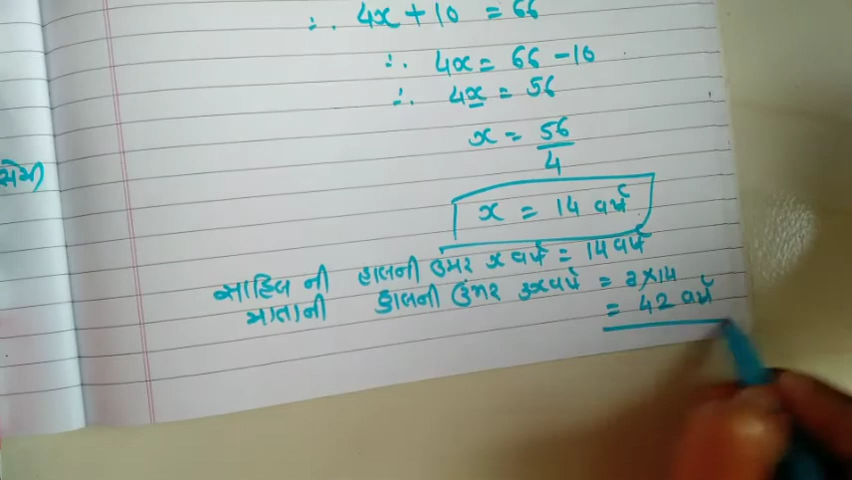 ∴ 4x + 10 = 66
∴ 4x = 66 - 10
∴ 4x = 56
x = 56/4
x = 14 વર્ષ
સાહિલ ની હાલની ઉમર x વર્ષ = 14 વર્ષ
માતાની હાલની ઉંમર 3x વર્ષ = 3×14
= 42 વર્ષ